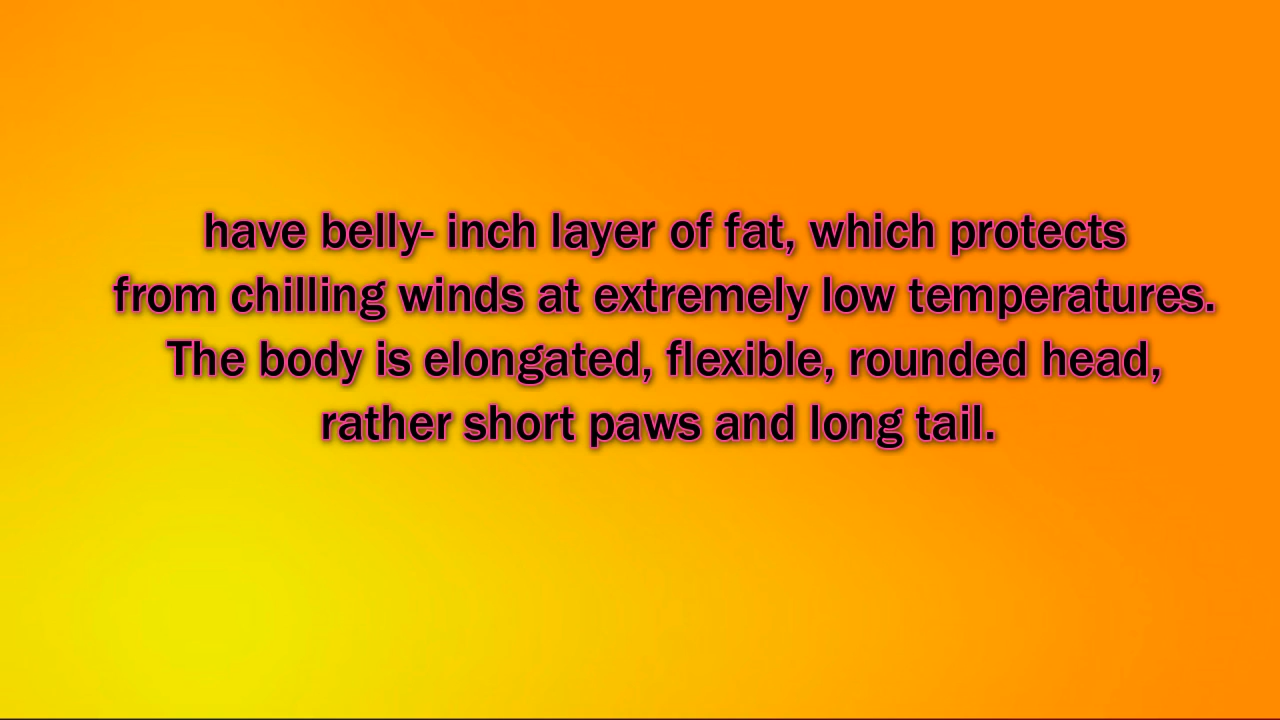 have belly- inch layer of fat, which protects
from chilling winds at extremely low temperatures.
The body is elongated, flexible, rounded head,
rather short paws and long tail.